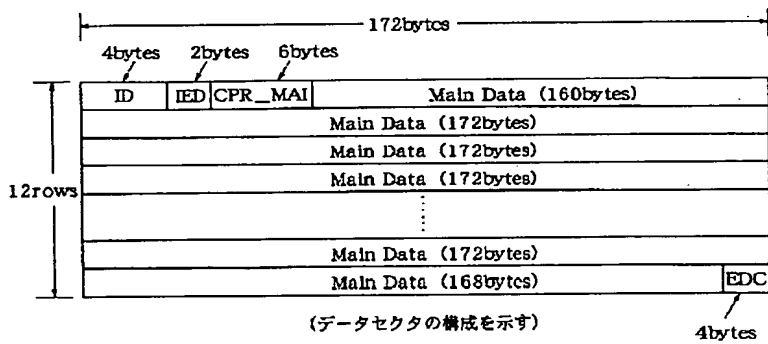 172bytes
4bytes 2bytes 6bytes
ID IED CPR_MAI Main Data (160bytes)
Main Data (172bytes)
Main Data (172bytes)
12rows Main Data (172bytes)
Main Data (172bytes)
Main Data (168bytes) EDC
(データセクタの構成を示す)
4bytes